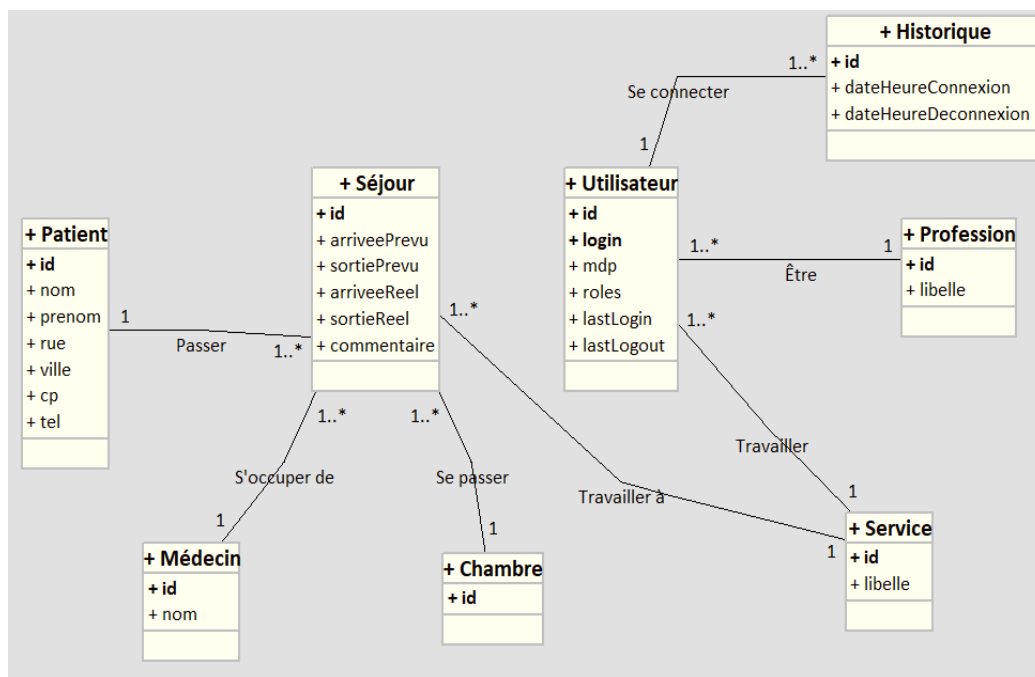 + Historique
+ id
+ dateHeureConnexion
+ dateHeureDeconnexion
1..*
Se connecter
1
+ Utilisateur
+ id
+ login
+ mdp
+ roles
+ lastLogin
+ lastLogout
1..*
Être
1
+ Profession
+ id
+ libelle
+ Séjour
+ id
+ arriveePrevu
+ sortiePrevu
+ arriveeReel
+ sortieReel
+ commentaire
+ Patient
+ id
+ nom
+ prenom
+ rue
+ ville
+ cp
+ tel
1
Passer
1..*
1..*
Travailler à
1
1..*
Travailler
1
1..*
S'occuper de
1
1..*
Se passer
1
+ Médecin
+ id
+ nom
+ Chambre
+ id
+ Service
+ id
+ libelle